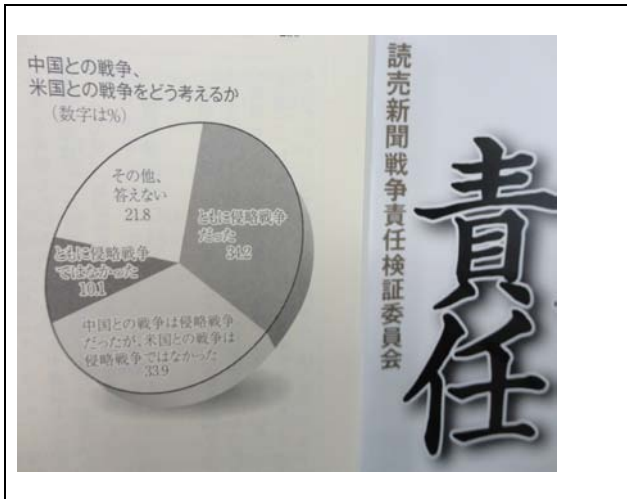 中国との戦争、
米国との戦争をどう考えるか
(数字は%)
その他、
答えない
21.8
ともに侵略戦争
だった
34.2
ともに侵略戦争
ではなかった
10.1
中国との戦争は侵略戦争
だったが、米国との戦争は
侵略戦争ではなかった
33.9
読売新聞戦争責任検証委員会
責任